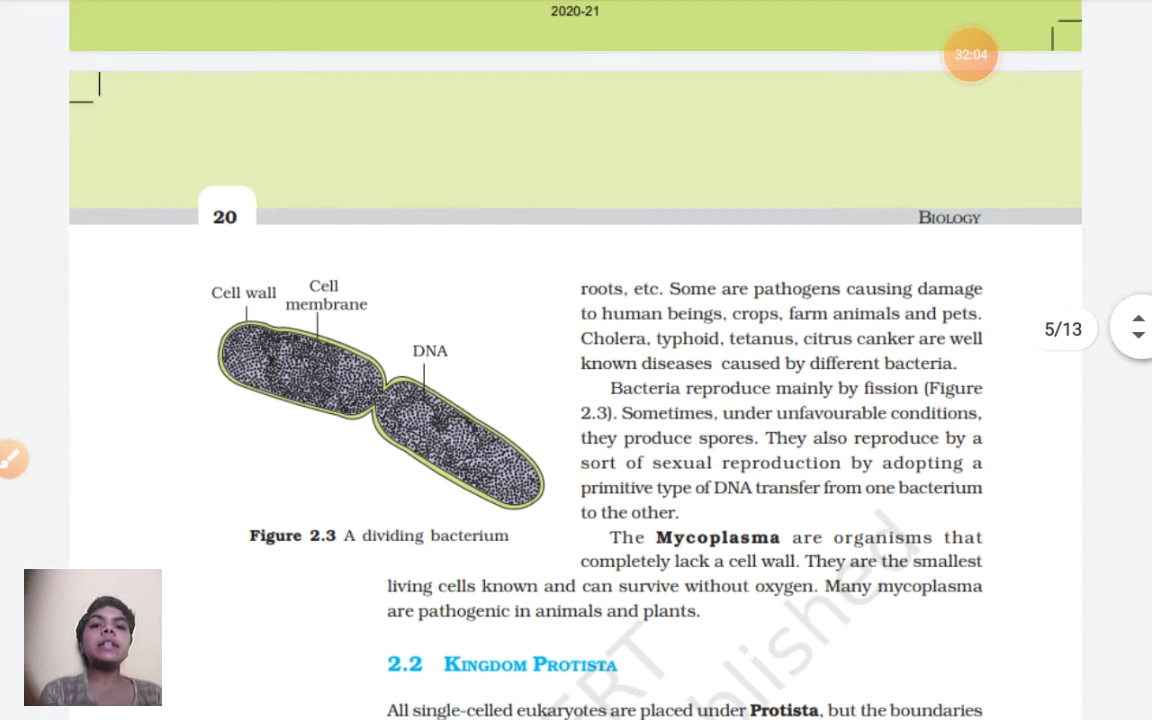 2020-21
32:04
20
BIOLOGY
5/13
Cell wall
Cell
membrane
DNA
Figure 2.3 A dividing bacterium
roots, etc. Some are pathogens causing damage
to human beings, crops, farm animals and pets.
Cholera, typhoid, tetanus, citrus canker are well
known diseases caused by different bacteria.
Bacteria reproduce mainly by fission (Figure
2.3). Sometimes, under unfavourable conditions,
they produce spores. They also reproduce by a
sort of sexual reproduction by adopting a
primitive type of DNA transfer from one bacterium
to the other.
The Mycoplasma are organisms that
completely lack a cell wall. They are the smallest
living cells known and can survive without oxygen. Many mycoplasma
are pathogenic in animals and plants.
2.2 KINGDOM PROTISTA
All single-celled eukaryotes are placed under Protista, but the boundaries